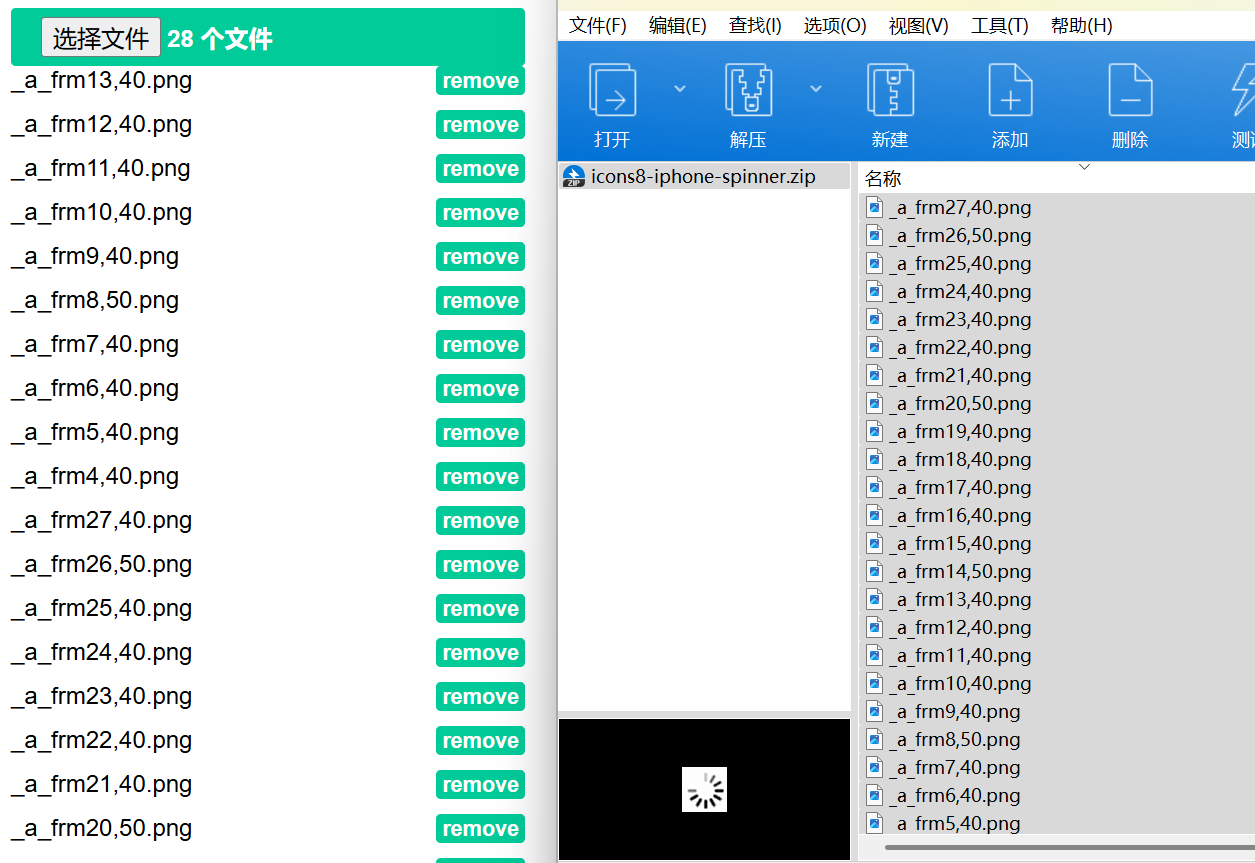 选择文件 28 个文件
_a_frm13,40.png remove
_a_frm12,40.png remove
_a_frm11,40.png remove
_a_frm10,40.png remove
_a_frm9,40.png remove
_a_frm8,50.png remove
_a_frm7,40.png remove
_a_frm6,40.png remove
_a_frm5,40.png remove
_a_frm4,40.png remove
_a_frm27,40.png remove
_a_frm26,50.png remove
_a_frm25,40.png remove
_a_frm24,40.png remove
_a_frm23,40.png remove
_a_frm22,40.png remove
_a_frm21,40.png remove
_a_frm20,50.png remove
文件(F) 编辑(E) 查找(I) 选项(O) 视图(V) 工具(T) 帮助(H)
打开 解压 新建 添加 删除 测
ZIP icons8-iphone-spinner.zip
名称
_a_frm27,40.png
_a_frm26,50.png
_a_frm25,40.png
_a_frm24,40.png
_a_frm23,40.png
_a_frm22,40.png
_a_frm21,40.png
_a_frm20,50.png
_a_frm19,40.png
_a_frm18,40.png
_a_frm17,40.png
_a_frm16,40.png
_a_frm15,40.png
_a_frm14,50.png
_a_frm13,40.png
_a_frm12,40.png
_a_frm11,40.png
_a_frm10,40.png
_a_frm9,40.png
_a_frm8,50.png
_a_frm7,40.png
_a_frm6,40.png
_a_frm5,40.png